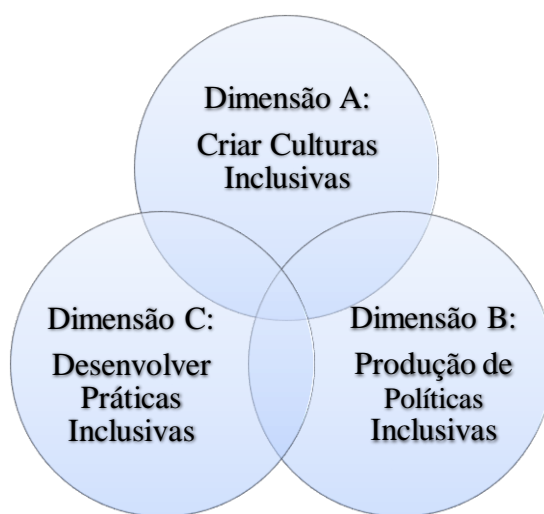 Dimensão A:
Criar Culturas
Inclusivas
Dimensão C:
Desenvolver
Práticas
Inclusivas
Dimensão B:
Produção de
Políticas
Inclusivas